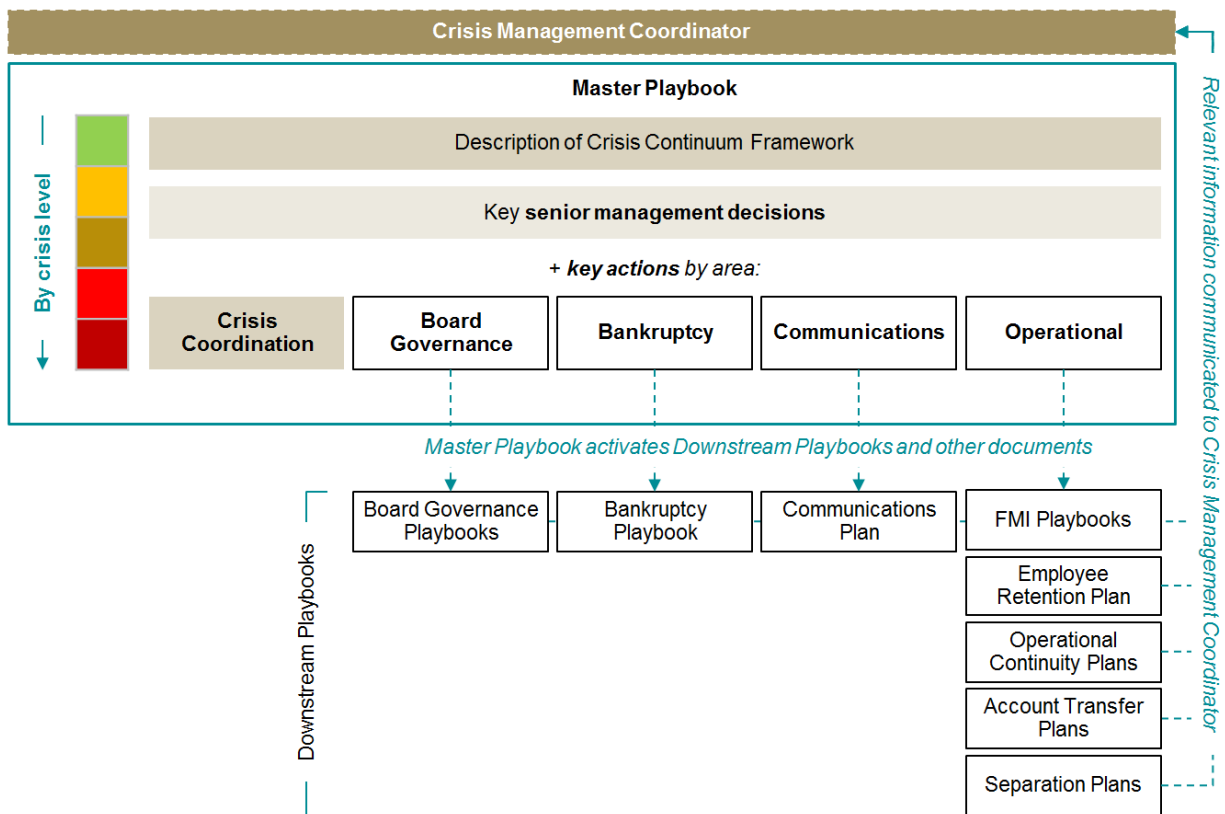 Crisis Management Coordinator
Master Playbook
By crisis level
Description of Crisis Continuum Framework
Key senior management decisions
+ key actions by area:
Crisis
Coordination
Board
Governance
Bankruptcy
Communications
Operational
Relevant information communicated to Crisis Management Coordinator
Master Playbook activates Downstream Playbooks and other documents
Downstream Playbooks
Board Governance
Playbooks
Bankruptcy
Playbook
Communications
Plan
FMI Playbooks
Employee
Retention Plan
Operational
Continuity Plans
Account Transfer
Plans
Separation Plans